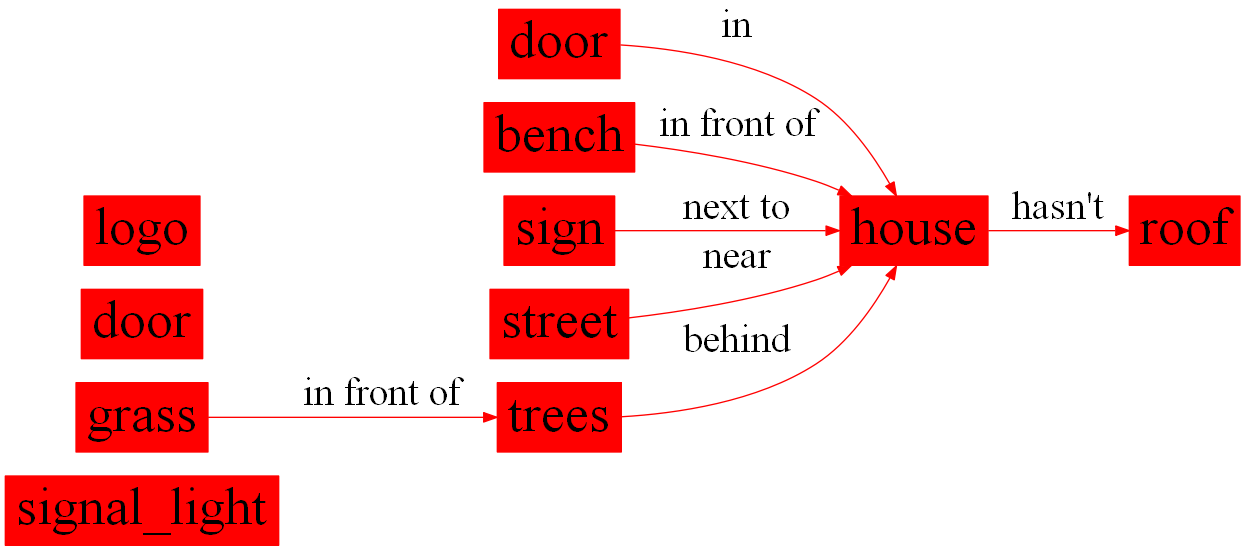 door
in
bench
in front of
logo
sign
next to
house
hasn't
roof
near
door
street
behind
grass
in front of
trees
signal_light